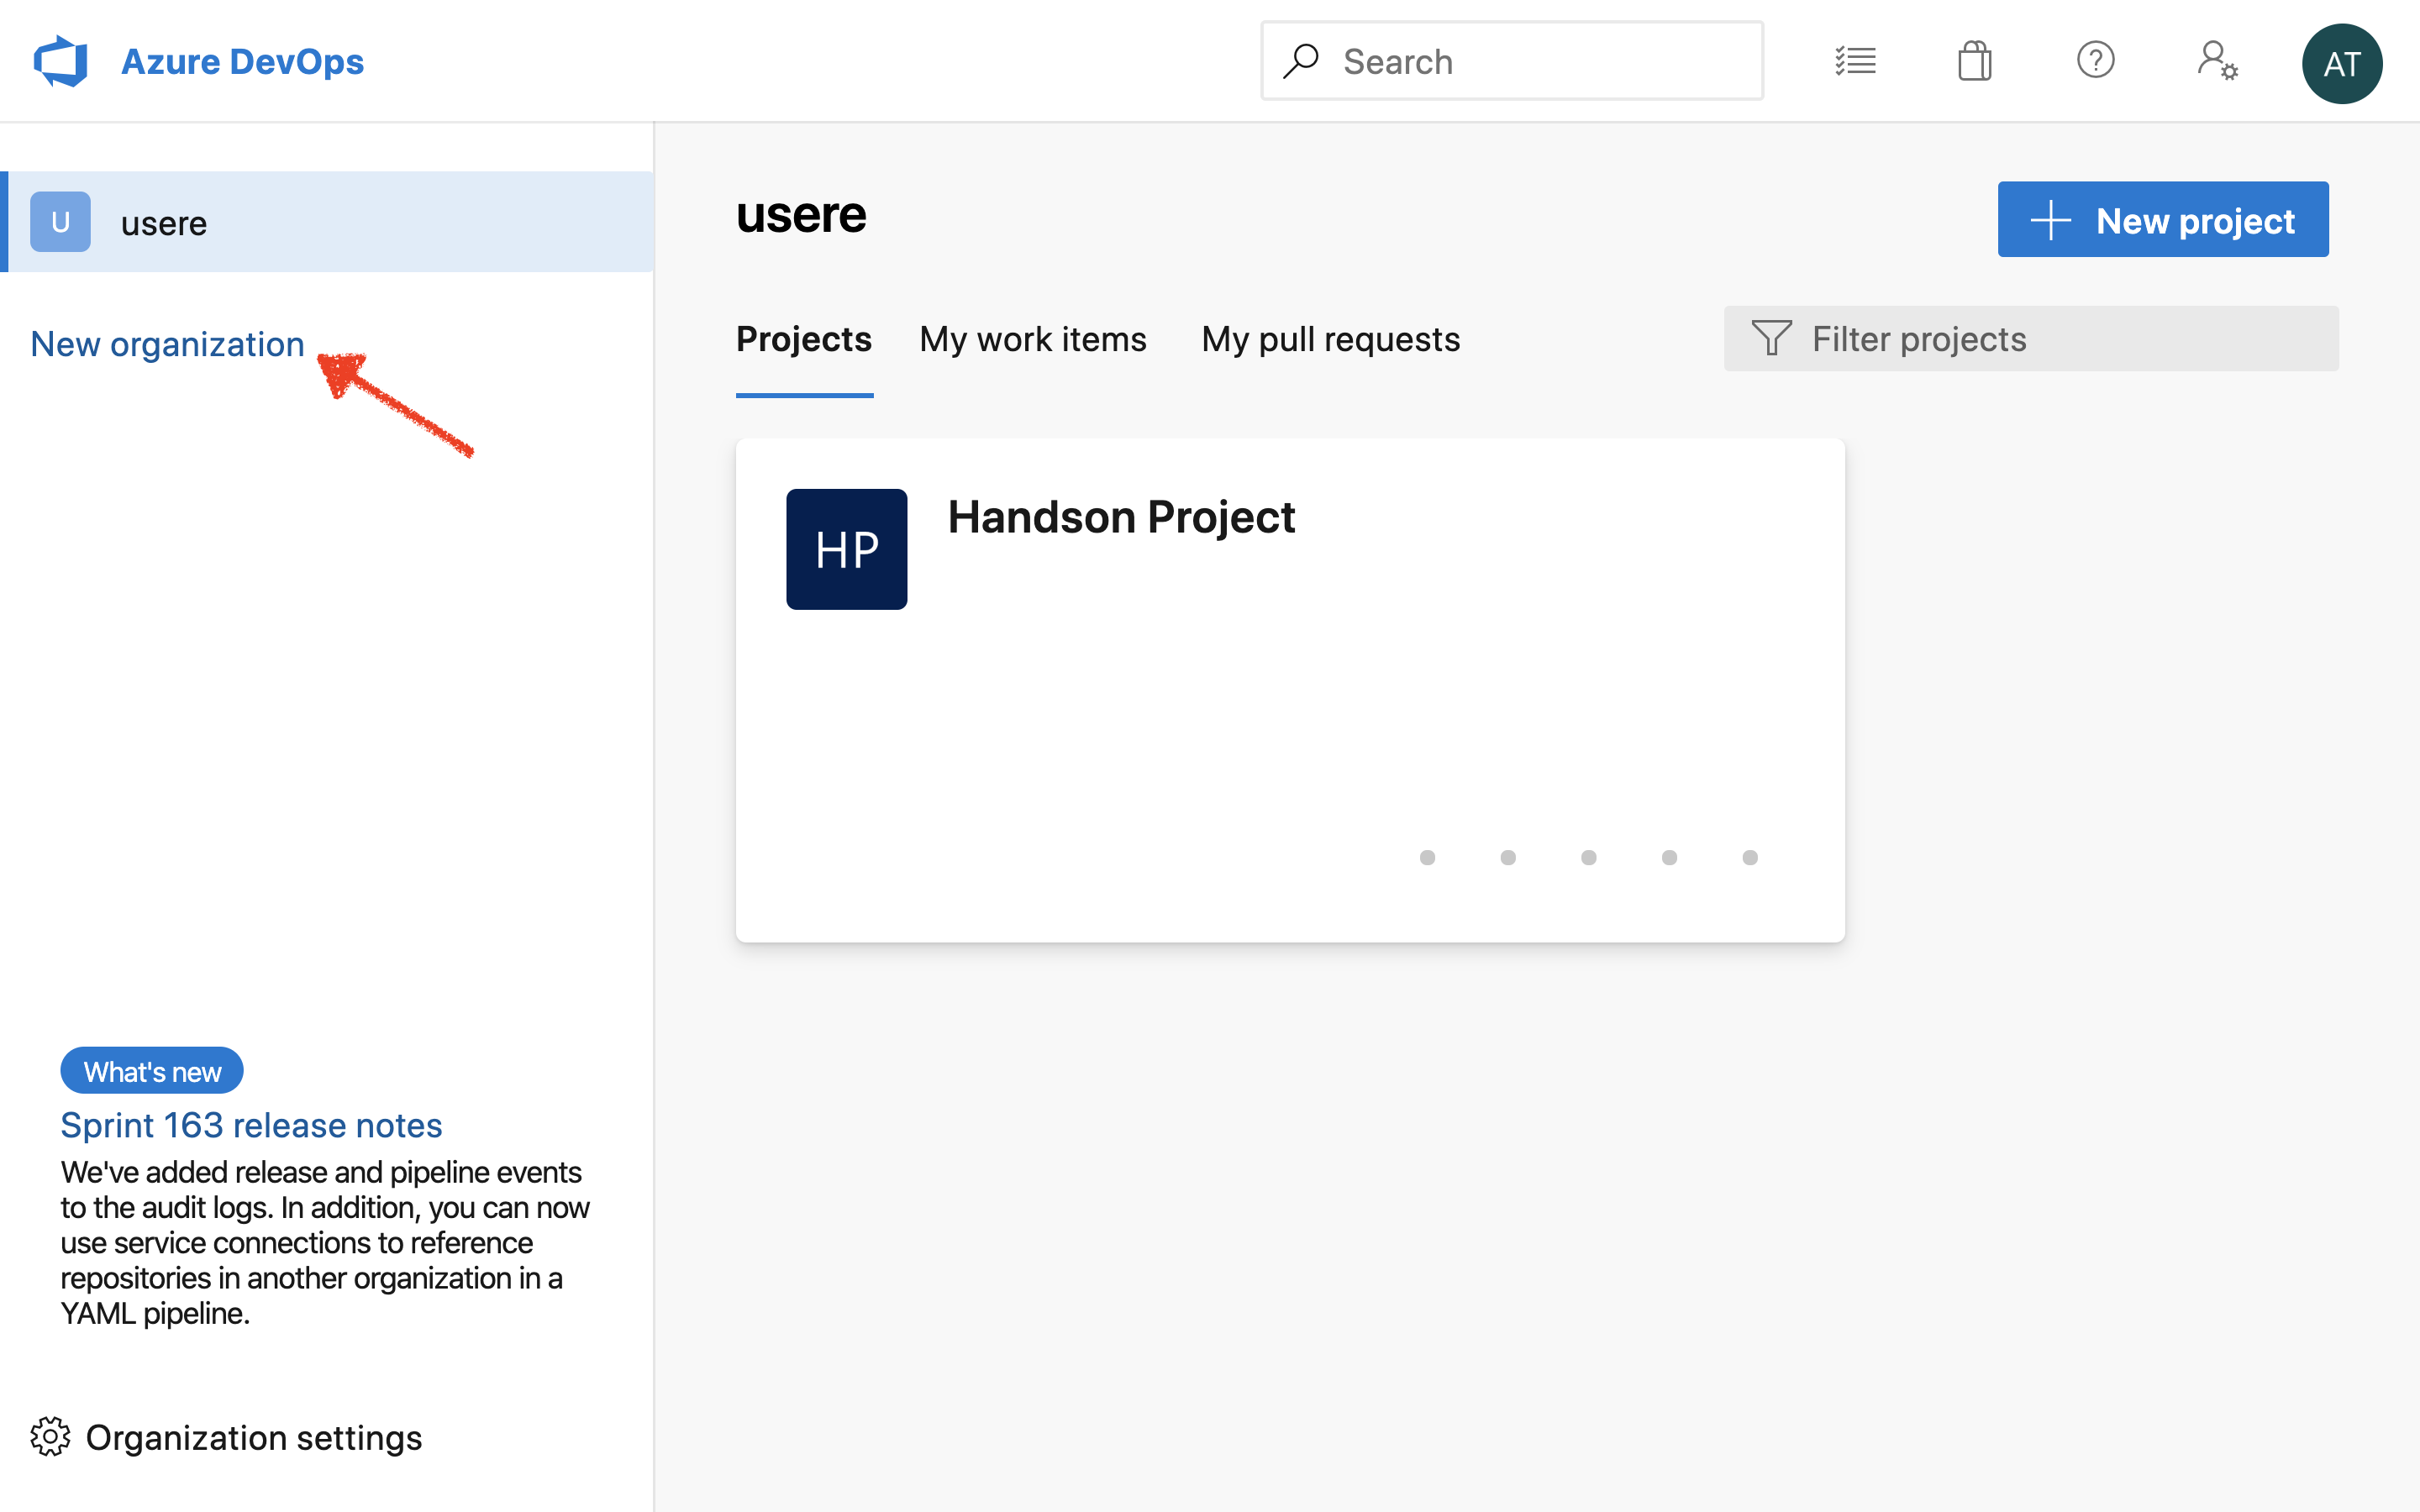 Azure DevOps
Search
AT
U
usere
New organization
usere
New project
Projects
My work items
My pull requests
Filter projects
HP
Handson Project
What's new
Sprint 163 release notes
We've added release and pipeline events
to the audit logs. In addition, you can now
use service connections to reference
repositories in another organization in a
YAML pipeline.
Organization settings